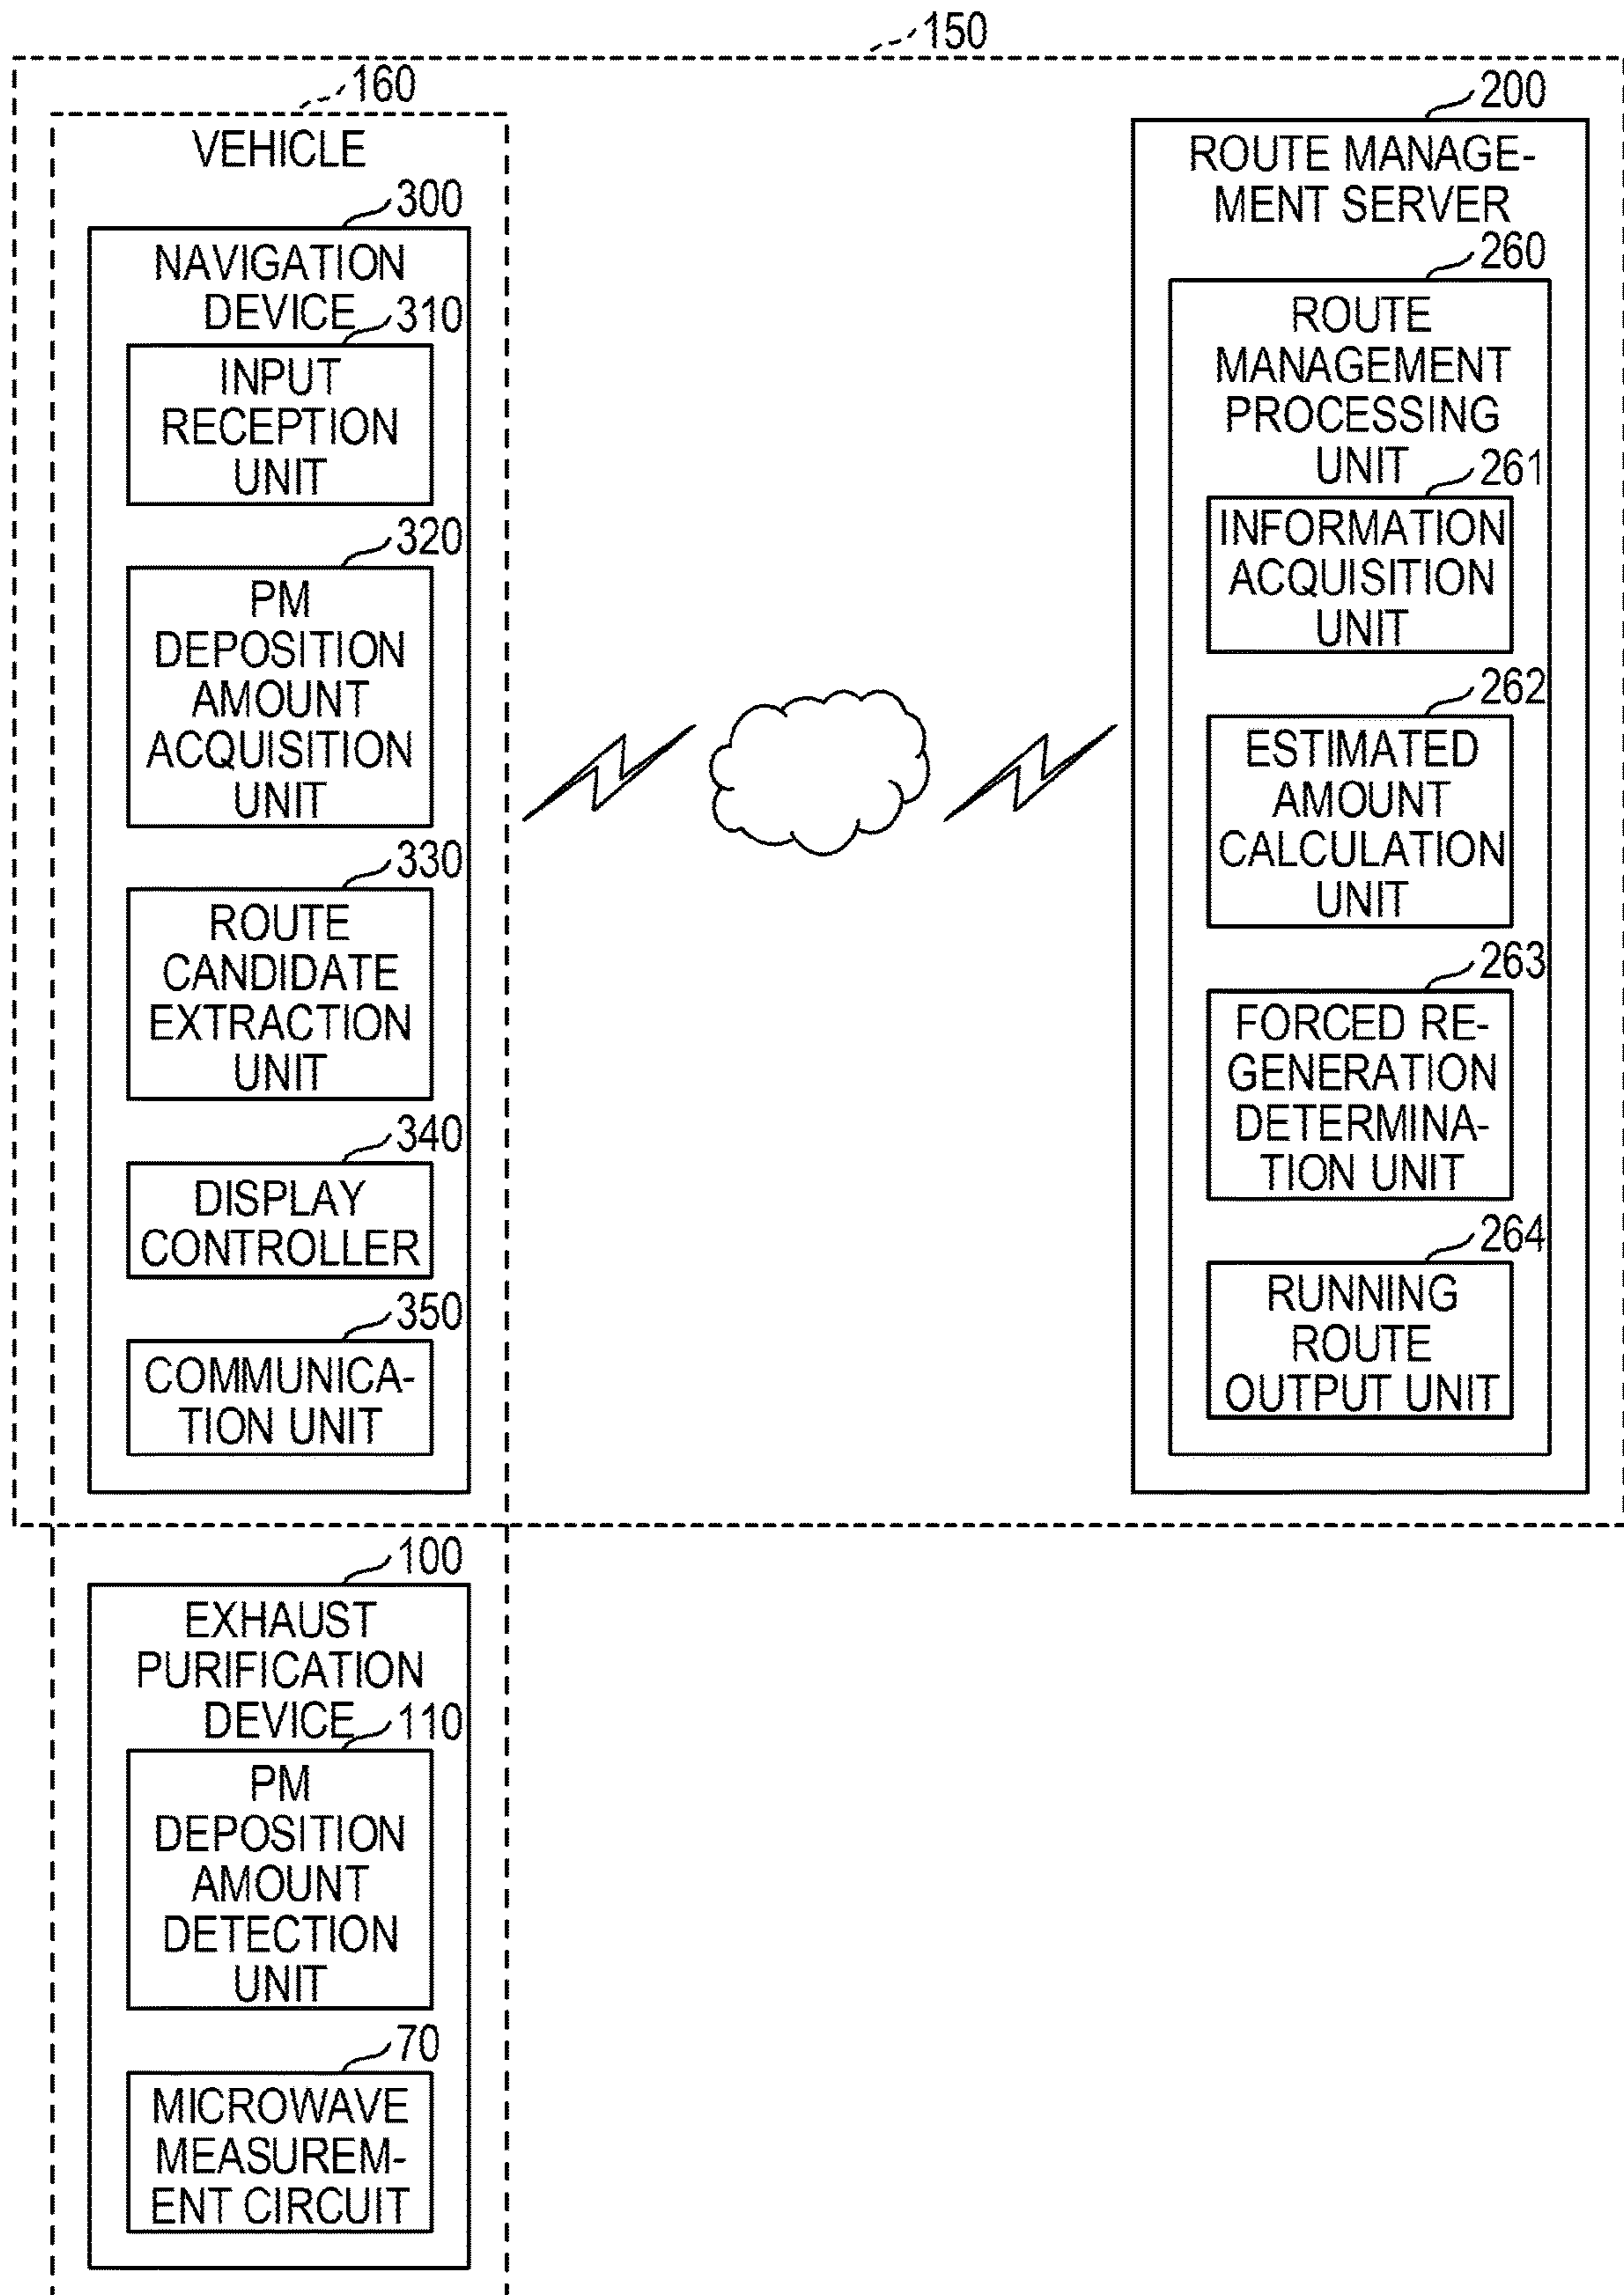 150
160
VEHICLE
300
NAVIGATION
DEVICE
310
INPUT
RECEPTION
UNIT
320
PM
DEPOSITION
AMOUNT
ACQUISITION
UNIT
330
ROUTE
CANDIDATE
EXTRACTION
UNIT
340
DISPLAY
CONTROLLER
350
COMMUNICA-
TION UNIT
200
ROUTE MANAGE-
MENT SERVER
260
ROUTE
MANAGEMENT
PROCESSING
UNIT
261
INFORMATION
ACQUISITION
UNIT
262
ESTIMATED
AMOUNT
CALCULATION
UNIT
263
FORCED RE-
GENERATION
DETERMINA-
TION UNIT
264
RUNNING
ROUTE
OUTPUT UNIT
100
EXHAUST
PURIFICATION
DEVICE
110
PM
DEPOSITION
AMOUNT
DETECTION
UNIT
70
MICROWAVE
MEASUREM-
ENT CIRCUIT